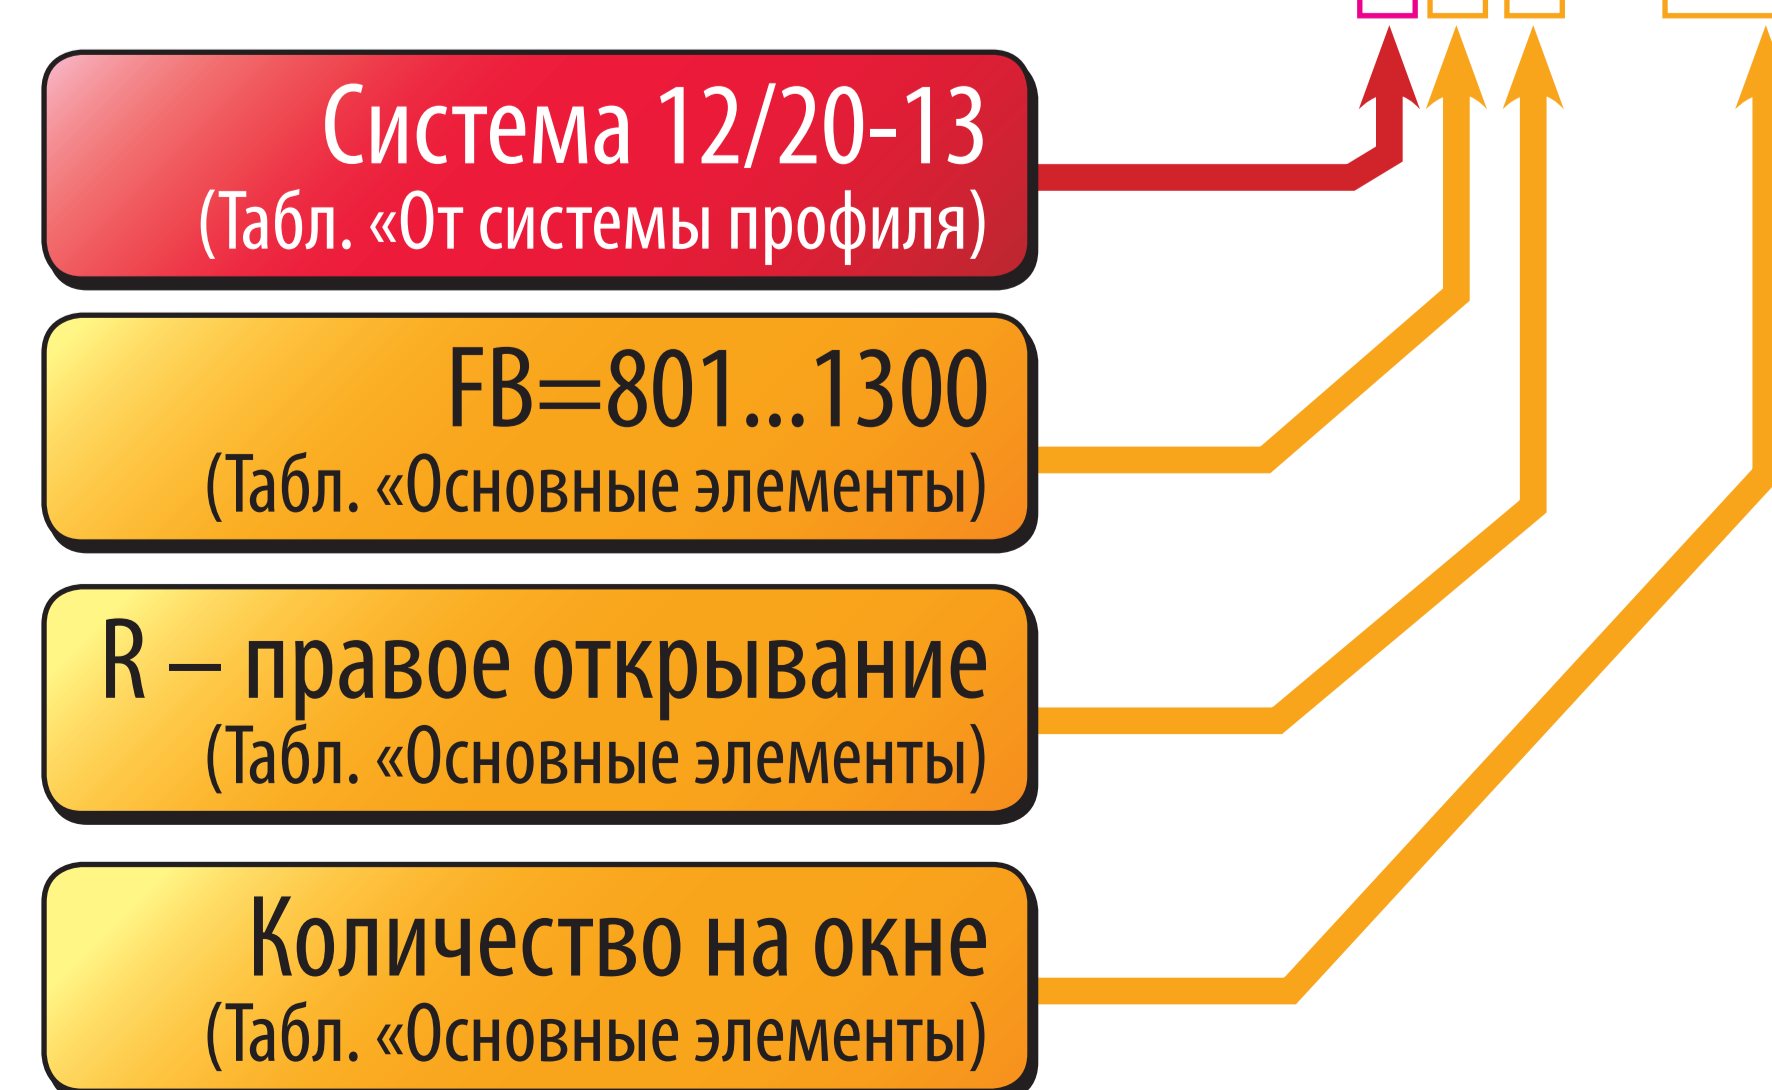 Система 12/20-13
(Табл. «От системы профиля)
FB=801...1300
(Табл. «Основные элементы)
R – правое открывание
(Табл. «Основные элементы)
Количество на окне
(Табл. «Основные элементы)